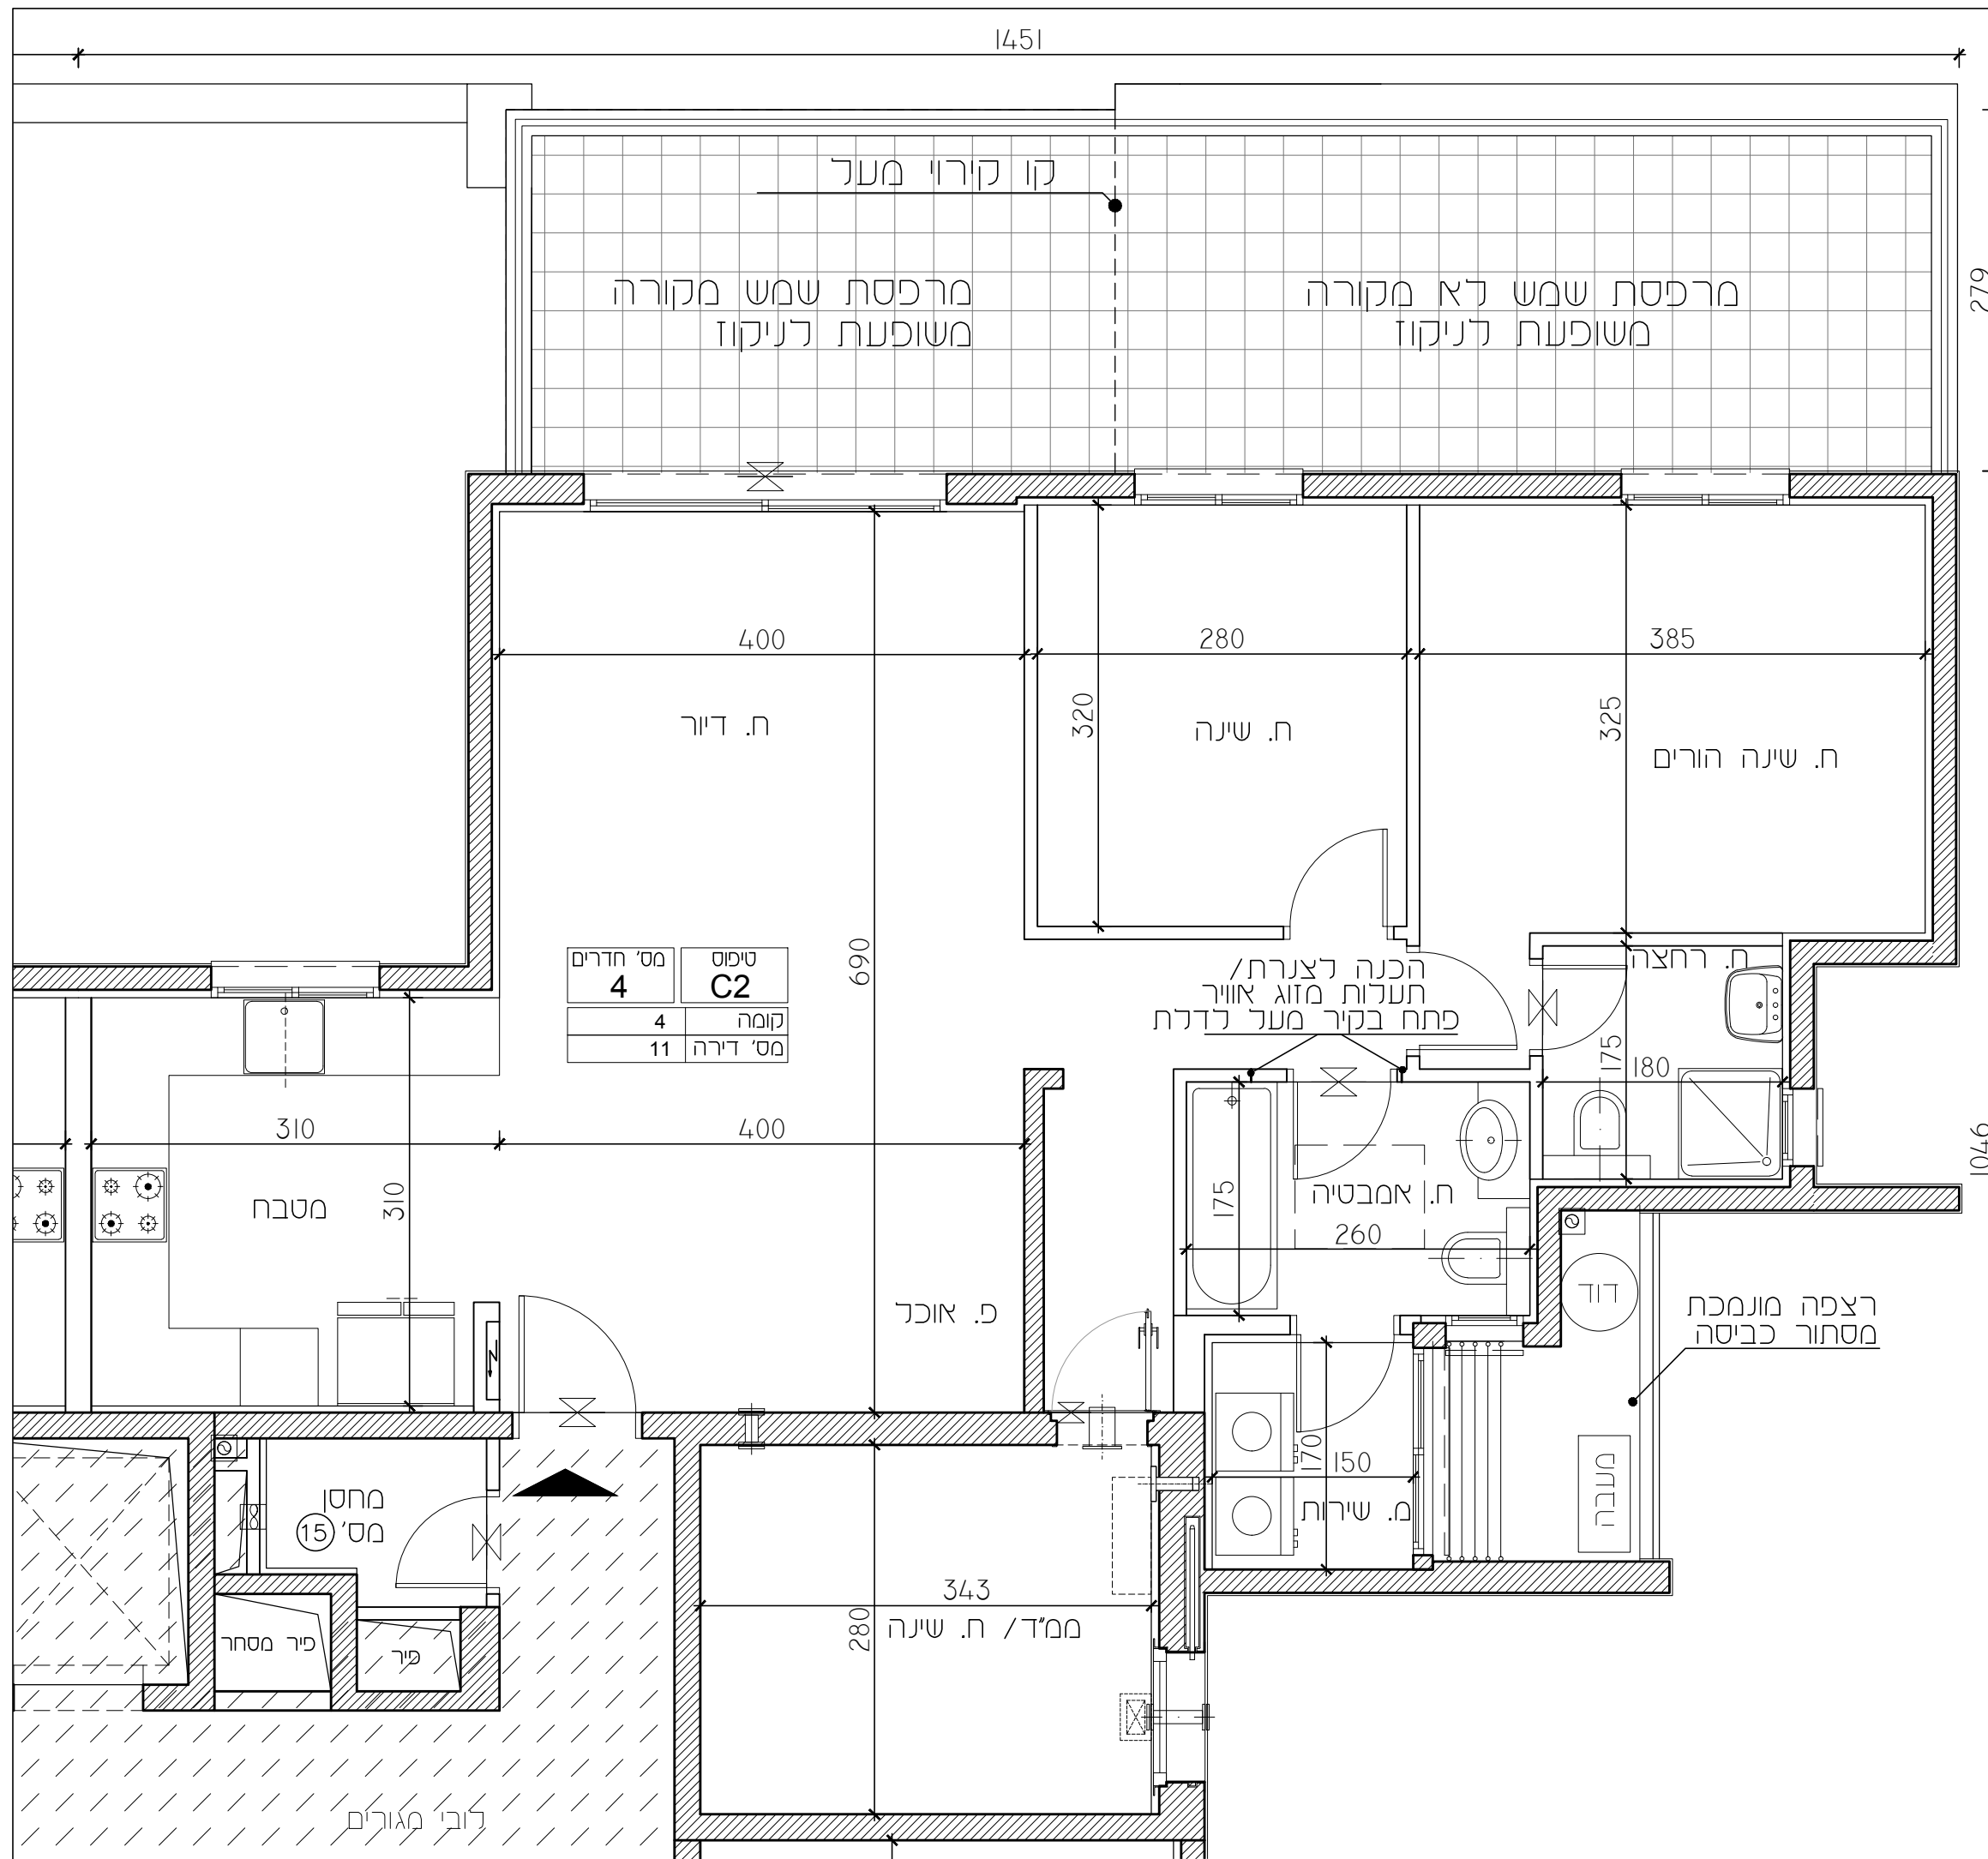 1451
קו קירוי מעל
מרפסת שמש מקורה
משופעת לניקוז
מרפסת שמש לא מקורה
משופעת לניקוז
279
400
280
385
ח. דיור
320
ח. שינה
325
ח. שינה הורים
מס' חדרים
4
טיפוס
C2
קומה 4
מס' דירה 11
690
הכנה לצנרת/
תעלות מזוג אוויר
פתח בקיר מעל לדלת
ח. רחצה
175
180
310
400
310
מטבח
175
ח. אמבטיה
260
1046
פ. אוכל
דוד
רצפה מונמכת
מסתור כביסה
מחסן
מס' 15
170
150
מ. שירות
מעבה
343
280
ממ"ד/ ח. שינה
פיר מסחר
פיר
לובי מגורים